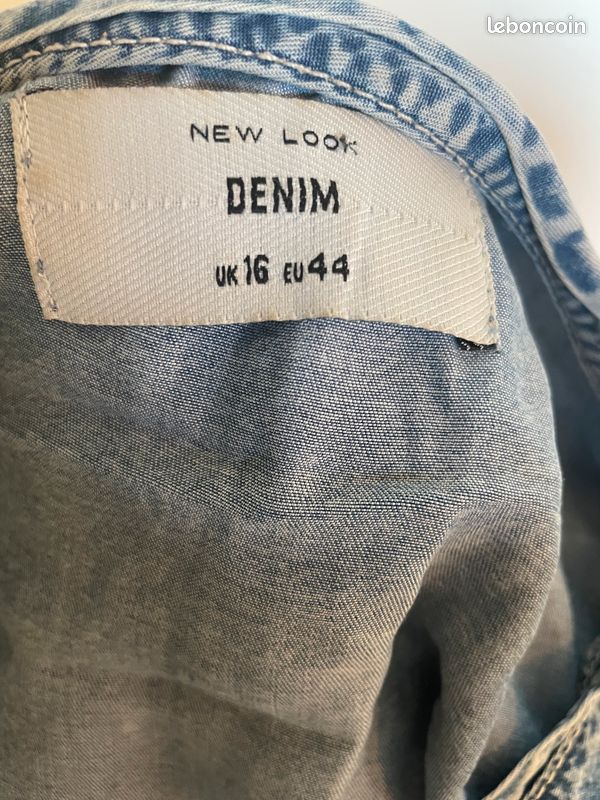 leboncoin
NEW LOOK
DENIM
UK 16 EU 44